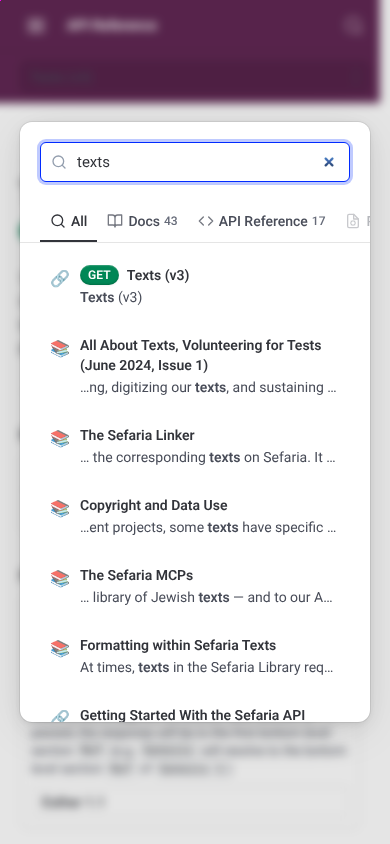 API Reference
texts
All
Docs 43
API Reference 17
GET Texts (v3)
Texts (v3)
All About Texts, Volunteering for Tests
(June 2024, Issue 1)
...ng, digitizing our texts, and sustaining ...
The Sefaria Linker
... the corresponding texts on Sefaria. It ...
Copyright and Data Use
...ent projects, some texts have specific ...
The Sefaria MCPs
... library of Jewish texts — and to our A...
Formatting within Sefaria Texts
At times, texts in the Sefaria Library req...
Getting Started With the Sefaria API